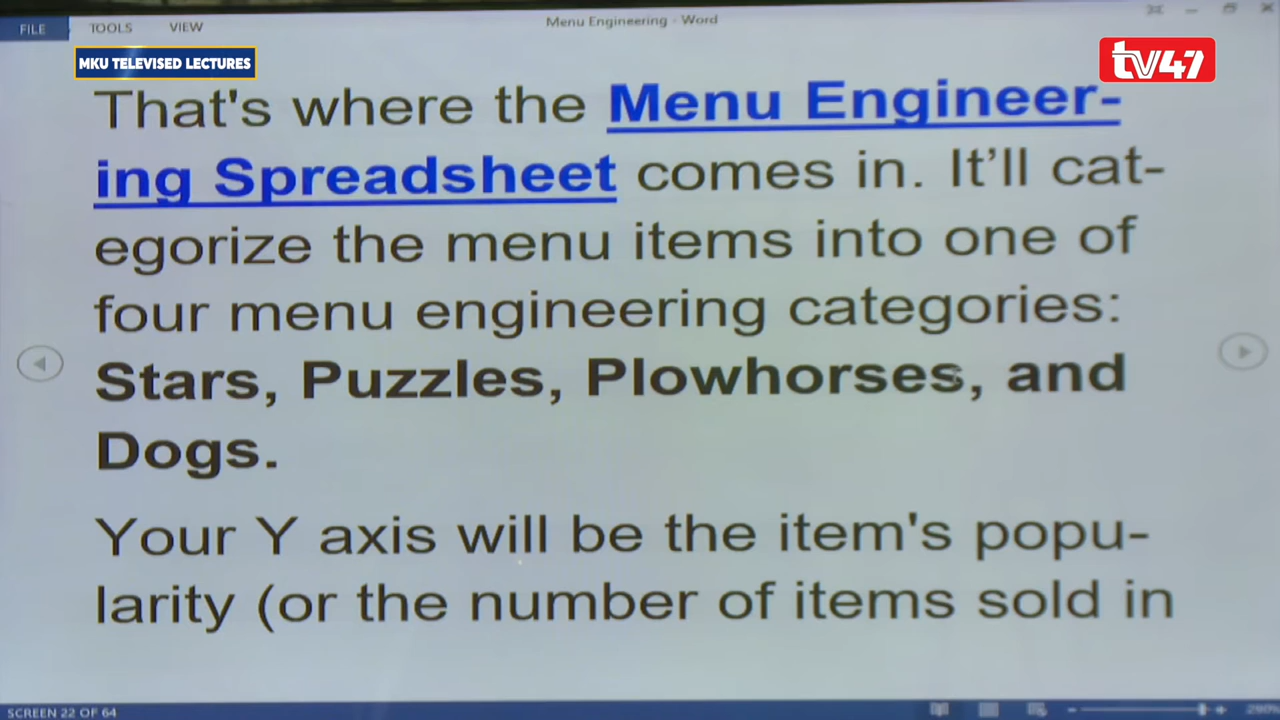 Menu Engineering - Word
FILE TOOLS VIEW
MKU TELEVISED LECTURES
tv47
That's where the Menu Engineer-
ing Spreadsheet comes in. It’ll cat-
egorize the menu items into one of
four menu engineering categories:
Stars, Puzzles, Plowhorses, and
Dogs.
Your Y axis will be the item's popu-
larity (or the number of items sold in
SCREEN 22 OF 64